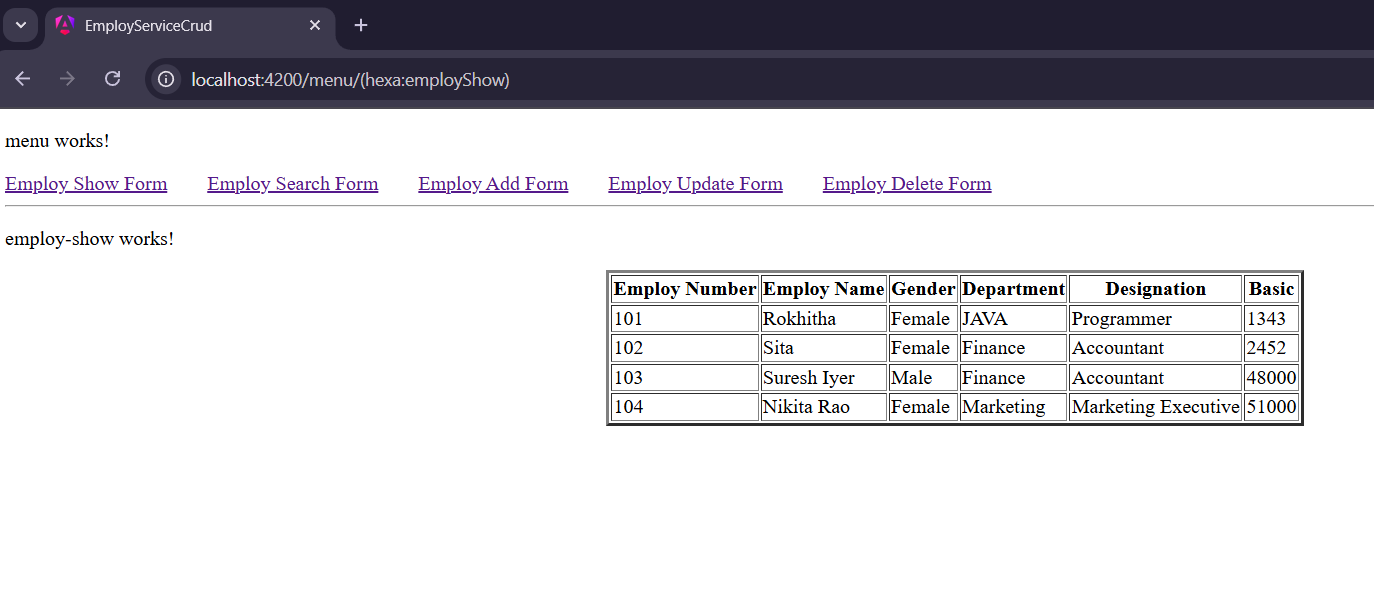 EmployServiceCrud
localhost:4200/menu/(hexa:employShow)
menu works!
Employ Show Form Employ Search Form Employ Add Form Employ Update Form Employ Delete Form
employ-show works!
Employ Number Employ Name Gender Department Designation Basic
101 Rokhitha Female JAVA Programmer 1343
102 Sita Female Finance Accountant 2452
103 Suresh Iyer Male Finance Accountant 48000
104 Nikita Rao Female Marketing Marketing Executive 51000